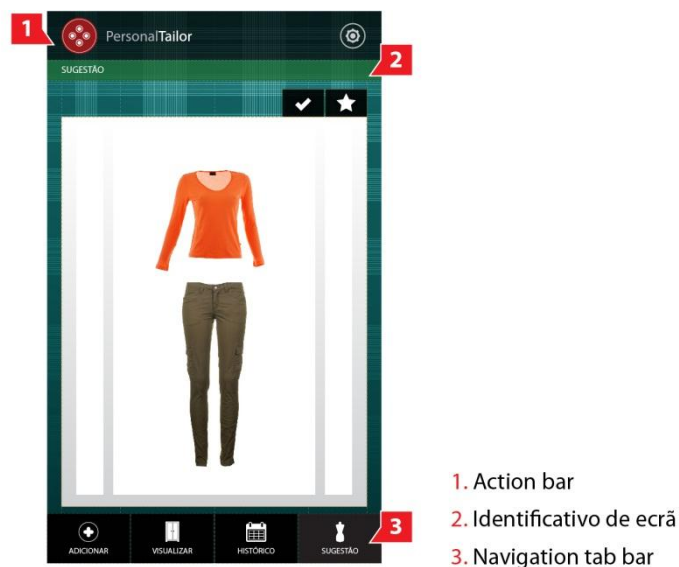 1
PersonalTailor
SUGESTÃO
2
ADICIONAR
VISUALIZAR
HISTÓRICO
SUGESTÃO
3
1. Action bar
2. Identificativo de ecrã
3. Navigation tab bar